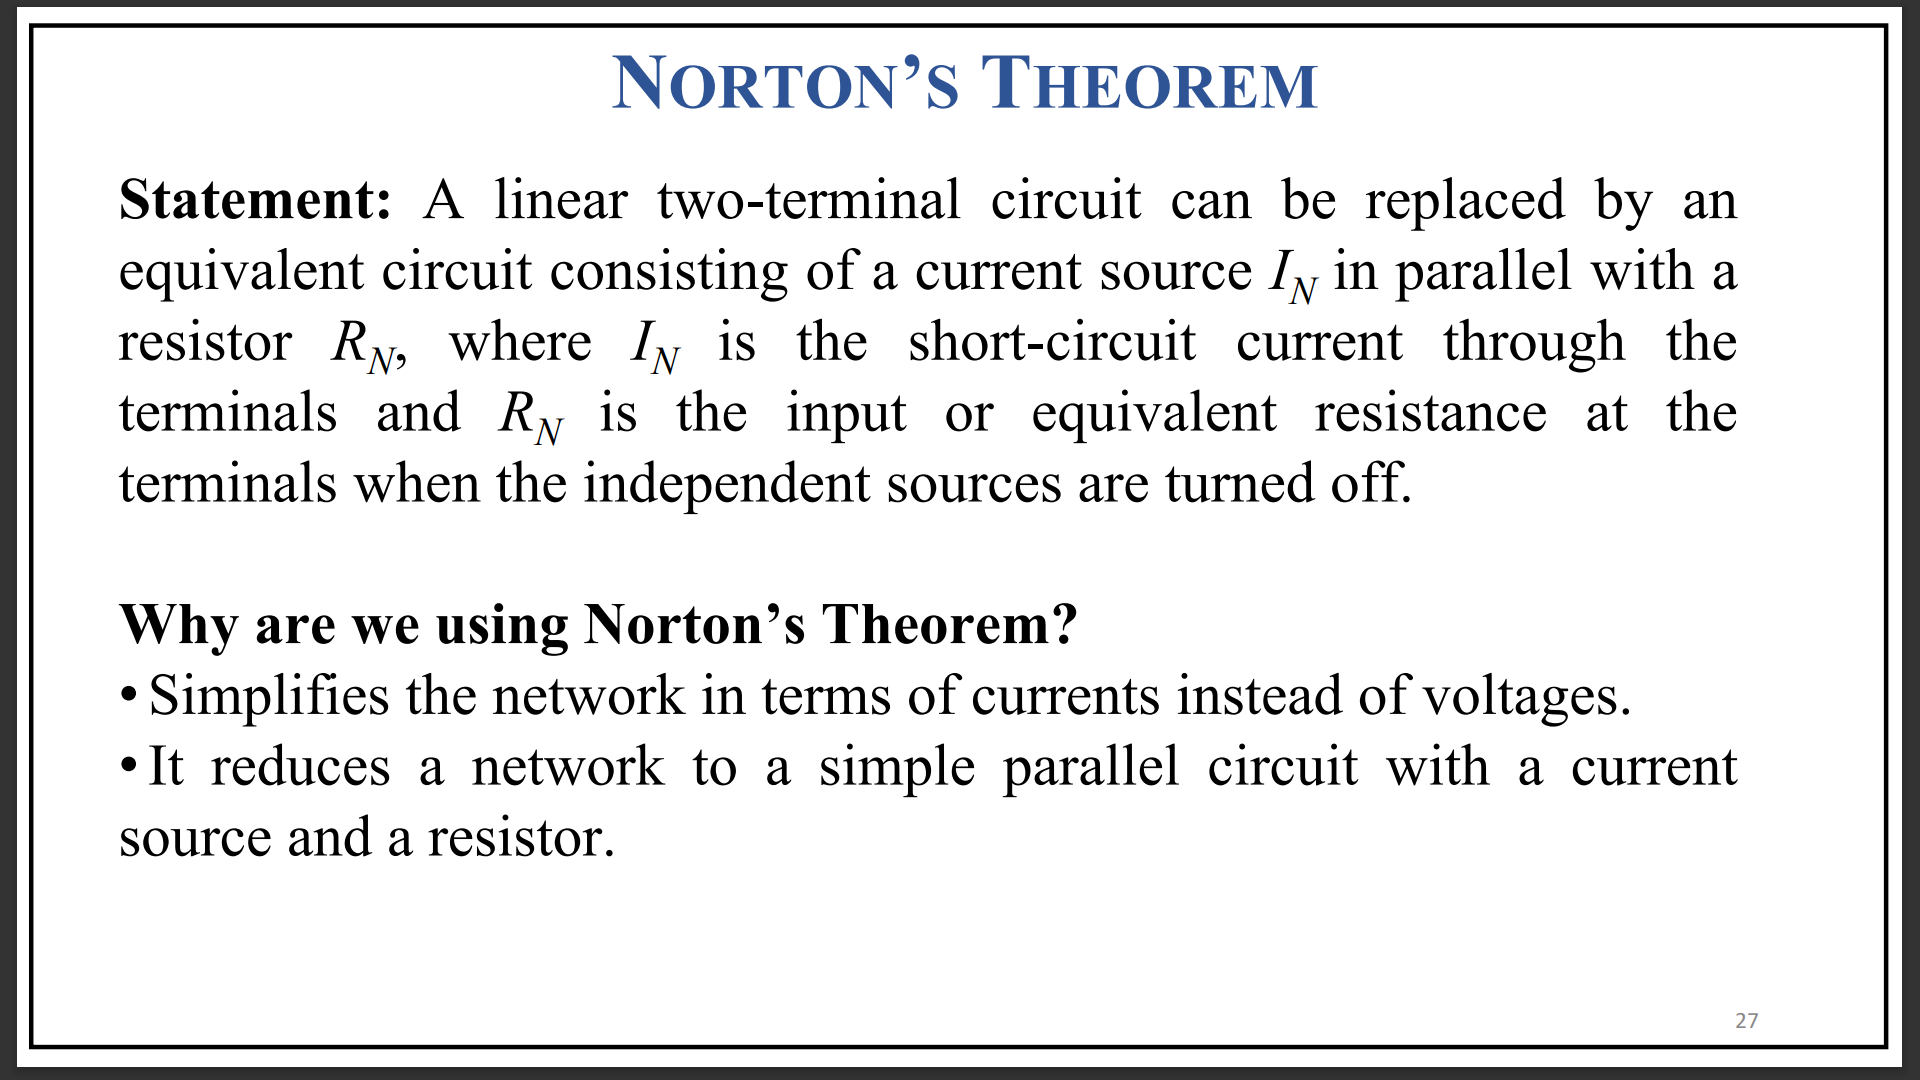 NORTON’S THEOREM
Statement: A linear two-terminal circuit can be replaced by an
equivalent circuit consisting of a current source I_N in parallel with a
resistor R_N, where I_N is the short-circuit current through the
terminals and R_N is the input or equivalent resistance at the
terminals when the independent sources are turned off.
Why are we using Norton’s Theorem?
• Simplifies the network in terms of currents instead of voltages.
• It reduces a network to a simple parallel circuit with a current
source and a resistor.
27